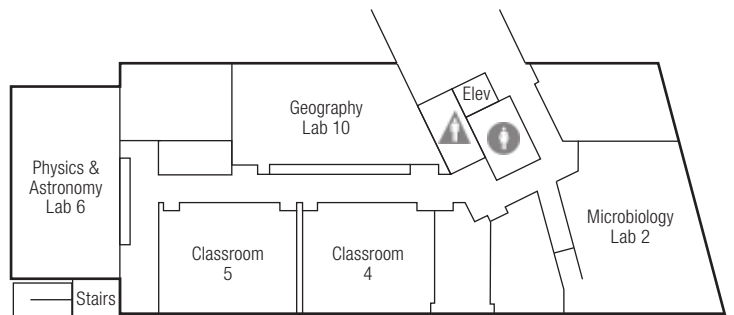 Elev
Geography
Lab 10
Physics &
Astronomy
Lab 6
Microbiology
Lab 2
Classroom
5
Classroom
4
Stairs